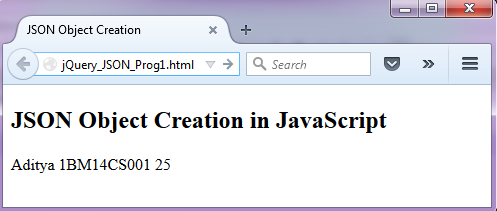 JSON Object Creation
jQuery_JSON_Prog1.html
Search
JSON Object Creation in JavaScript
Aditya 1BM14CS001 25